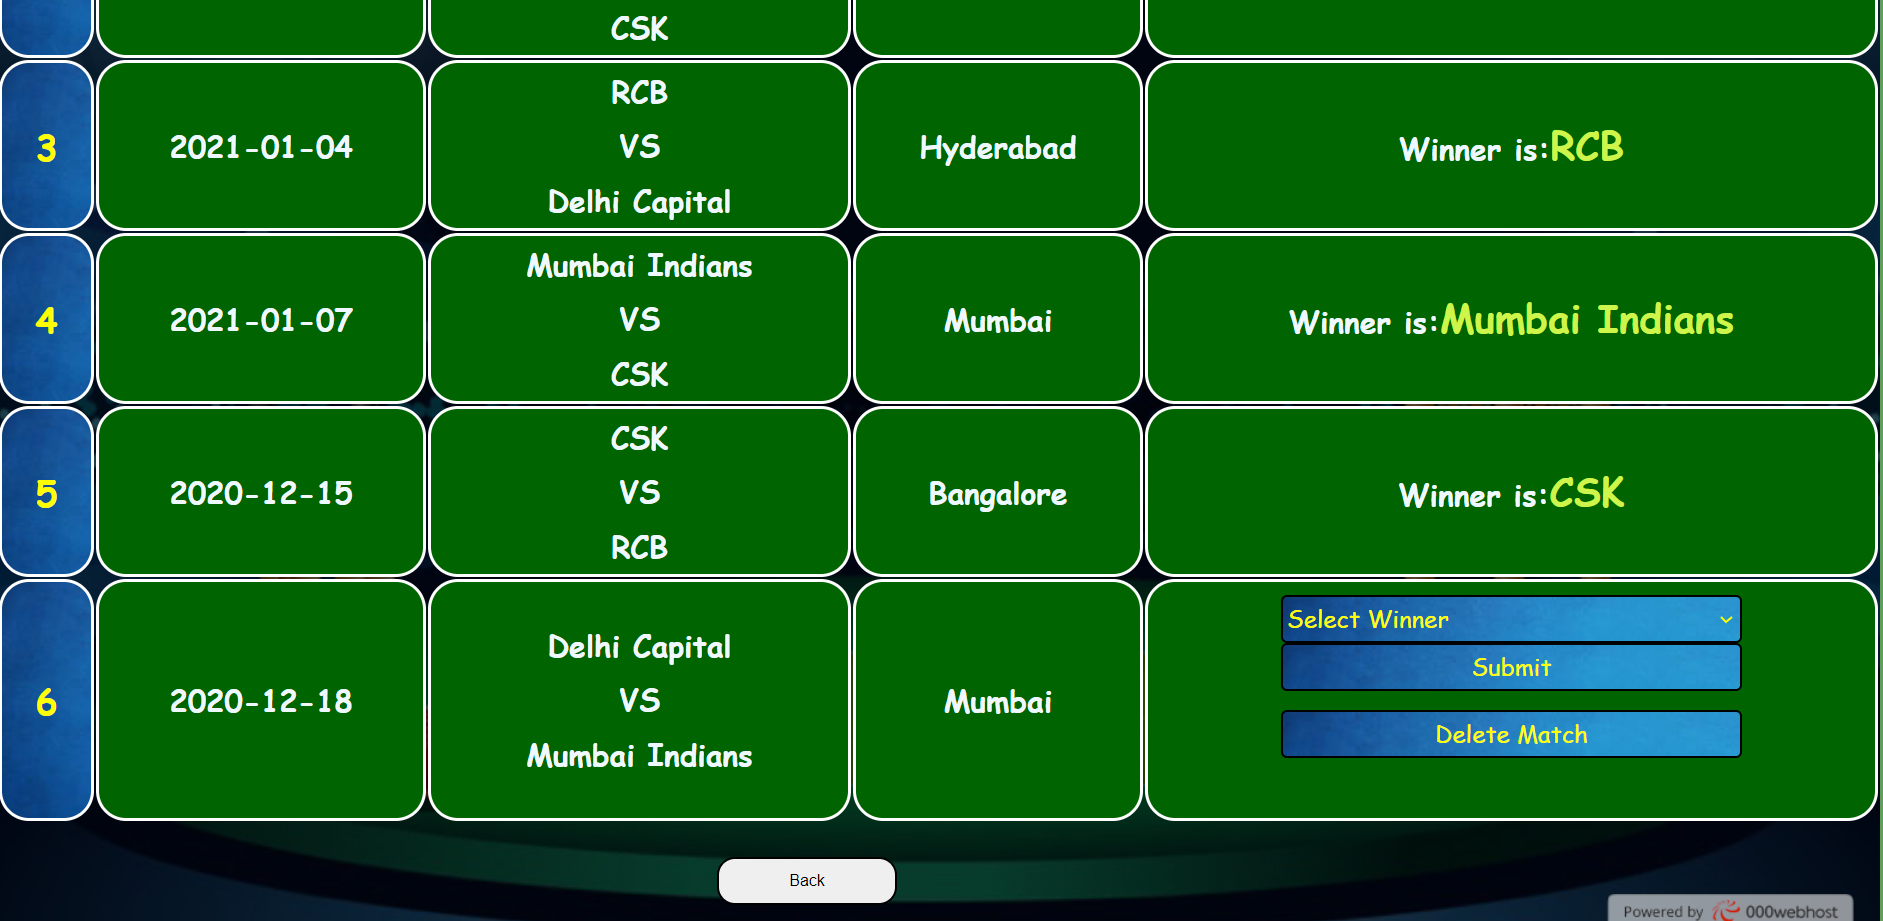 CSK
3
2021-01-04
RCB
VS
Delhi Capital
Hyderabad
Winner is:RCB
4
2021-01-07
Mumbai Indians
VS
CSK
Mumbai
Winner is:Mumbai Indians
5
2020-12-15
CSK
VS
RCB
Bangalore
Winner is:CSK
6
2020-12-18
Delhi Capital
VS
Mumbai Indians
Mumbai
Select Winner
Submit
Delete Match
Back
Powered by 000webhost